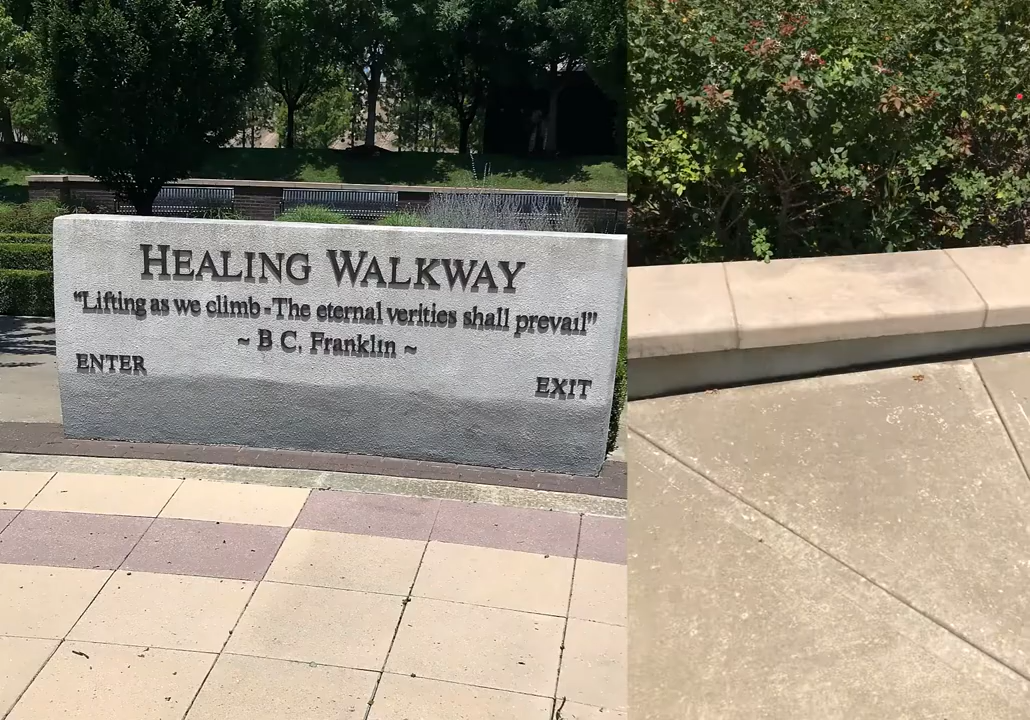 HEALING WALKWAY
"Lifting as we climb - The eternal verities shall prevail"
~ B C. Franklin ~
ENTER
EXIT